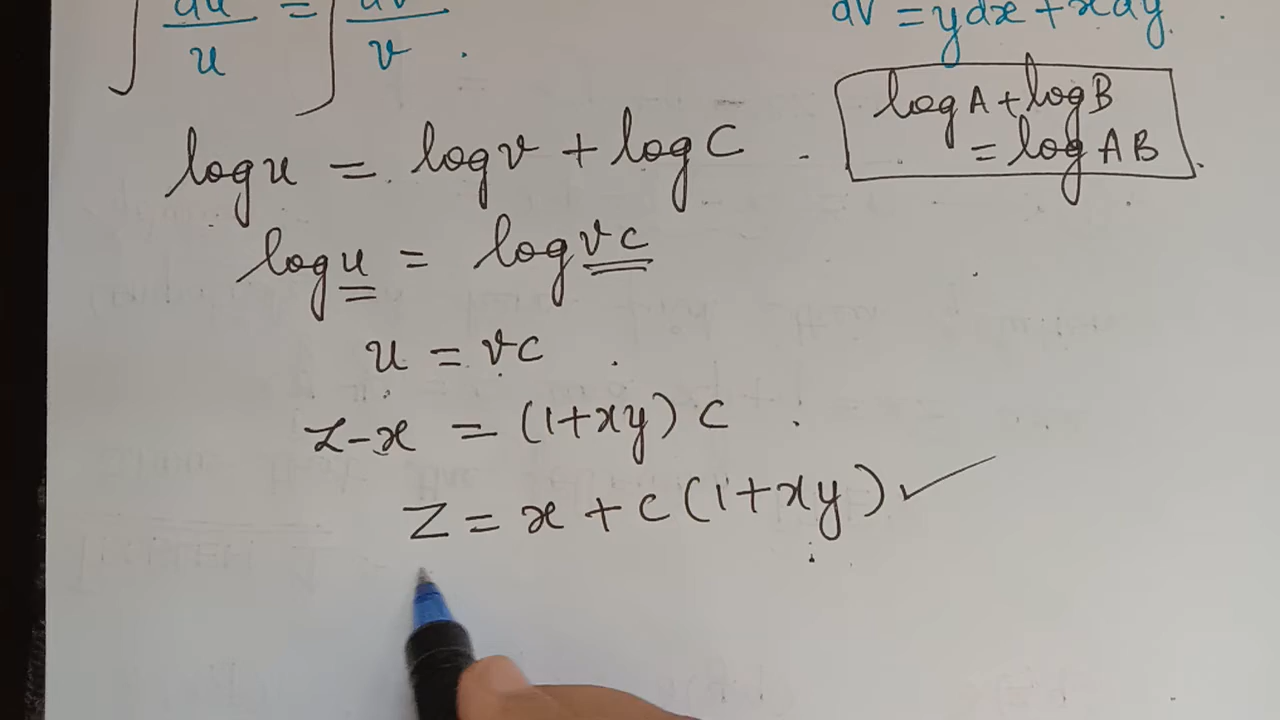 ∫ du/u = ∫ dv/v .
dv = ydx + xdy .
log A + log B
= log AB
log u = log v + log C .
log u = log vc
u = vc .
z-x = (1+xy) c .
z = x + c (1+xy) ✓